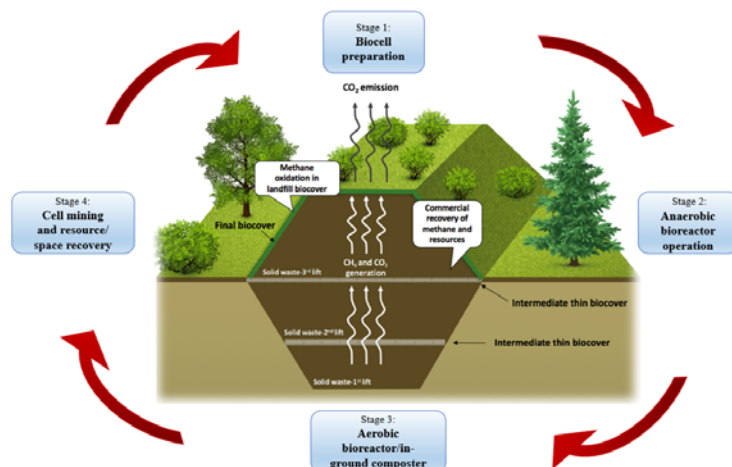 Stage 1:
Biocell
preparation
CO₂ emission
Methane
oxidation in
landfill biocover
Stage 4:
Cell mining
and resource/
space recovery
Final biocover
Commercial
recovery of
methane and
resources
Stage 2:
Anaerobic
bioreactor
operation
CH₄ and CO₂
generation
Solid waste-3ʳᵈ lift
Intermediate thin biocover
Solid waste-2ⁿᵈ lift
Intermediate thin biocover
Solid waste-1ˢᵗ lift
Stage 3:
Aerobic
bioreactor/in-
ground composter